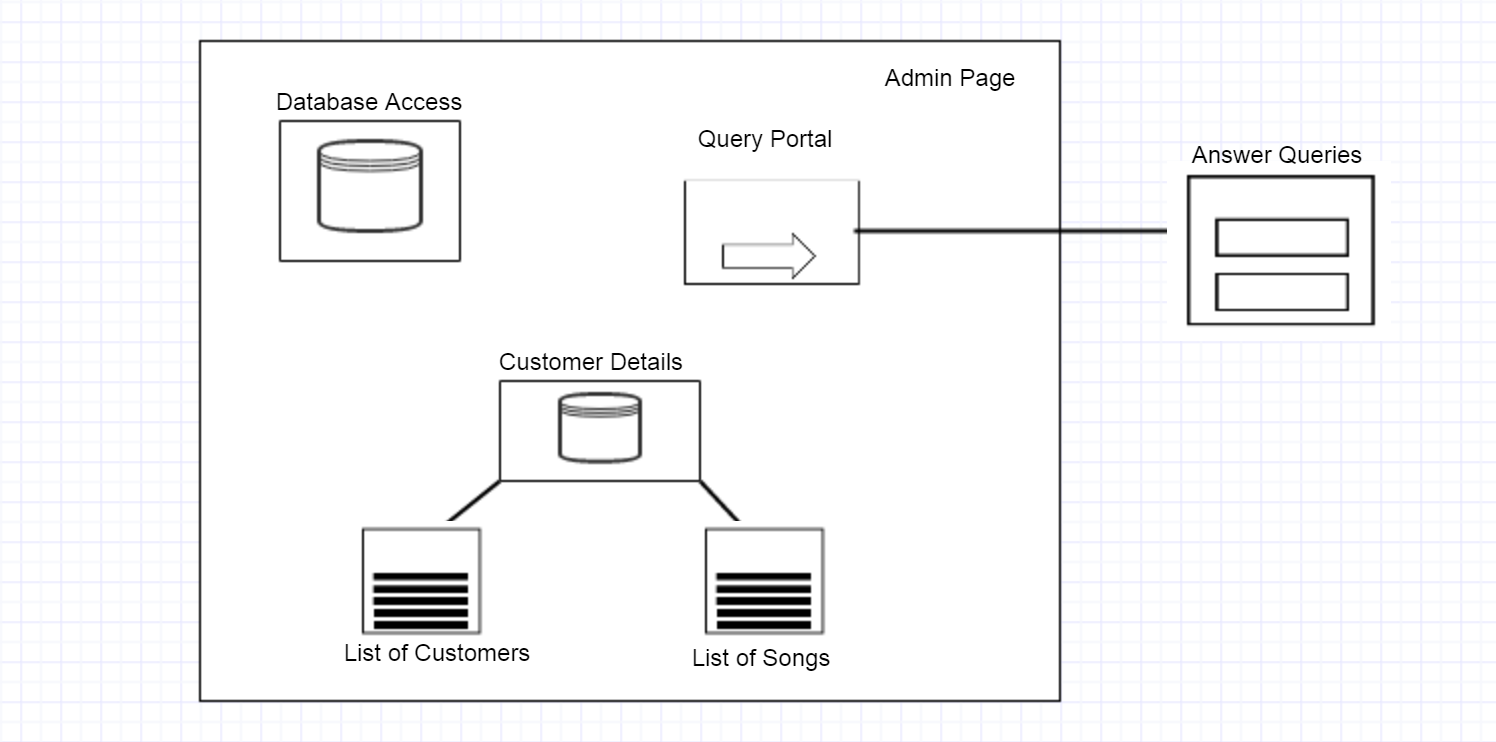 Admin Page
Database Access
Query Portal
Answer Queries
Customer Details
List of Customers
List of Songs